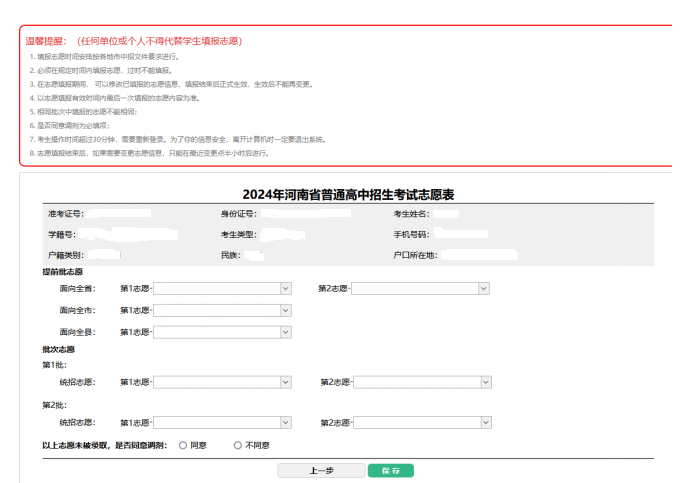 温馨提醒：（任何单位或个人不得代替学生填报志愿）
1. 填报志愿时间安排按各地市中招文件要求进行。
2. 必须在规定时间内填报志愿，过时不能填报。
3. 在志愿填报期间，可以修改已填报的志愿信息，填报结束后正式生效，生效后不能再变更。
4. 以志愿填报有效时间内最后一次填报的志愿内容为准。
5. 相同批次中填报的志愿不能相同；
6. 是否同意调剂为必填项；
7. 考生操作时间超过30分钟，需要重新登录。为了你的信息安全，离开计算机时一定要退出系统。
8. 志愿填报结束后，如果需要变更志愿信息，只能在最近变更点半小时后进行。
2024年河南省普通高中招生考试志愿表
准考证号： 身份证号： 考生姓名：
学籍号： 考生类型： 手机号码：
户籍类别： 民族： 户口所在地：
提前批志愿
面向全省： 第1志愿- 第2志愿-
面向全市： 第1志愿-
面向全县： 第1志愿-
批次志愿
第1批：
统招志愿： 第1志愿- 第2志愿-
第2批：
统招志愿： 第1志愿- 第2志愿-
以上志愿未被录取，是否同意调剂： 同意 不同意
上一步 保存